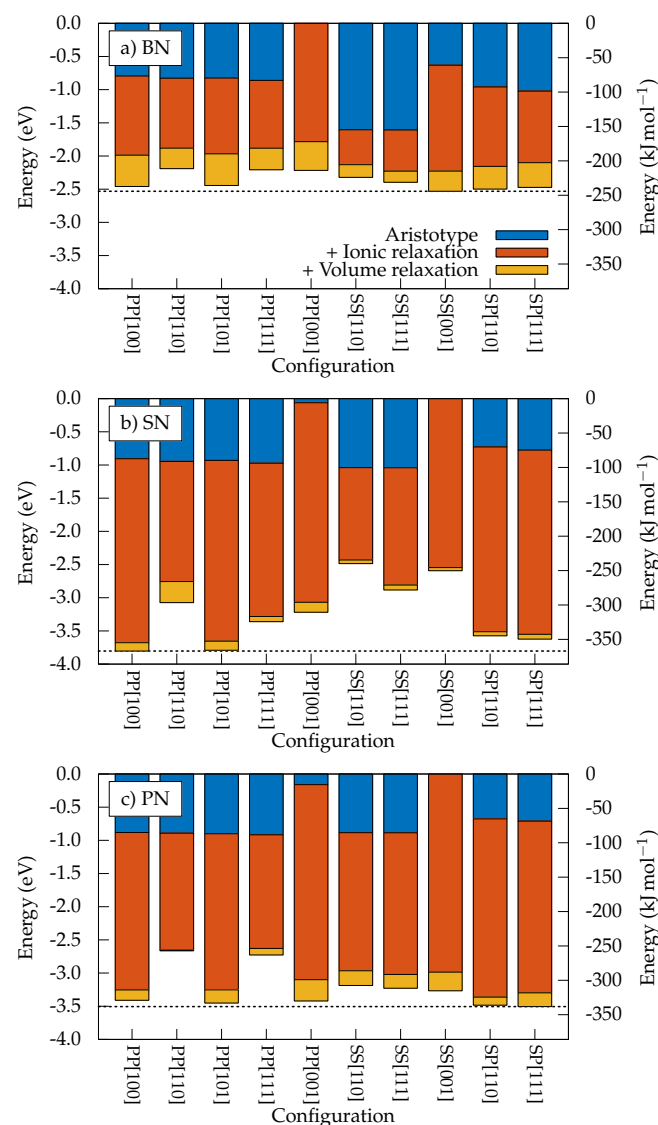 a) BN
0.0
-0.5
-1.0
-1.5
-2.0
-2.5
-3.0
-3.5
-4.0
Energy (eV)
0
-50
-100
-150
-200
-250
-300
-350
Energy (kJ mol−1)
Aristotype
+ Ionic relaxation
+ Volume relaxation
PP[100]
PP[110]
PP[101]
PP[111]
PP[001]
SS[110]
SS[111]
SS[001]
SP[110]
SP[111]
Configuration
b) SN
0.0
-0.5
-1.0
-1.5
-2.0
-2.5
-3.0
-3.5
-4.0
Energy (eV)
0
-50
-100
-150
-200
-250
-300
-350
Energy (kJ mol−1)
PP[100]
PP[110]
PP[101]
PP[111]
PP[001]
SS[110]
SS[111]
SS[001]
SP[110]
SP[111]
Configuration
c) PN
0.0
-0.5
-1.0
-1.5
-2.0
-2.5
-3.0
-3.5
-4.0
Energy (eV)
0
-50
-100
-150
-200
-250
-300
-350
Energy (kJ mol−1)
PP[100]
PP[110]
PP[101]
PP[111]
PP[001]
SS[110]
SS[111]
SS[001]
SP[110]
SP[111]
Configuration